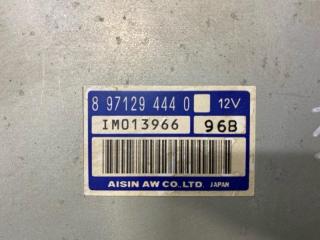 8 97129 444 0 12V
IM013966 96B
AISIN AW CO.,LTD. JAPAN